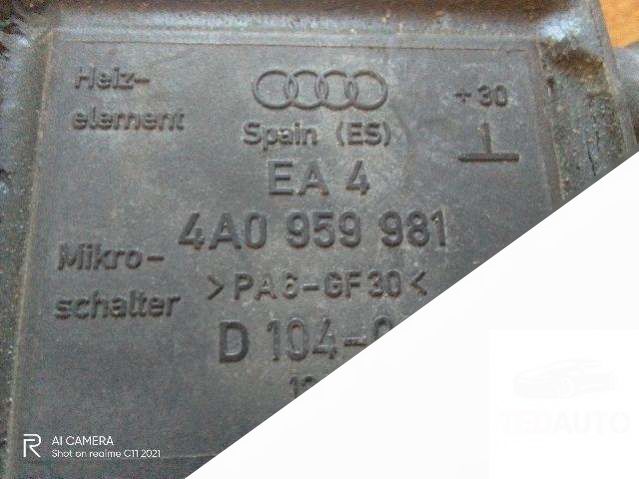 Heiz-
element
Spain (ES)
+30
EA 4
4A0 959 981
Mikro-
schalter
>PA6-GF30<
D 104-
AI CAMERA
Shot on realme C11 2021
TEDAUTO